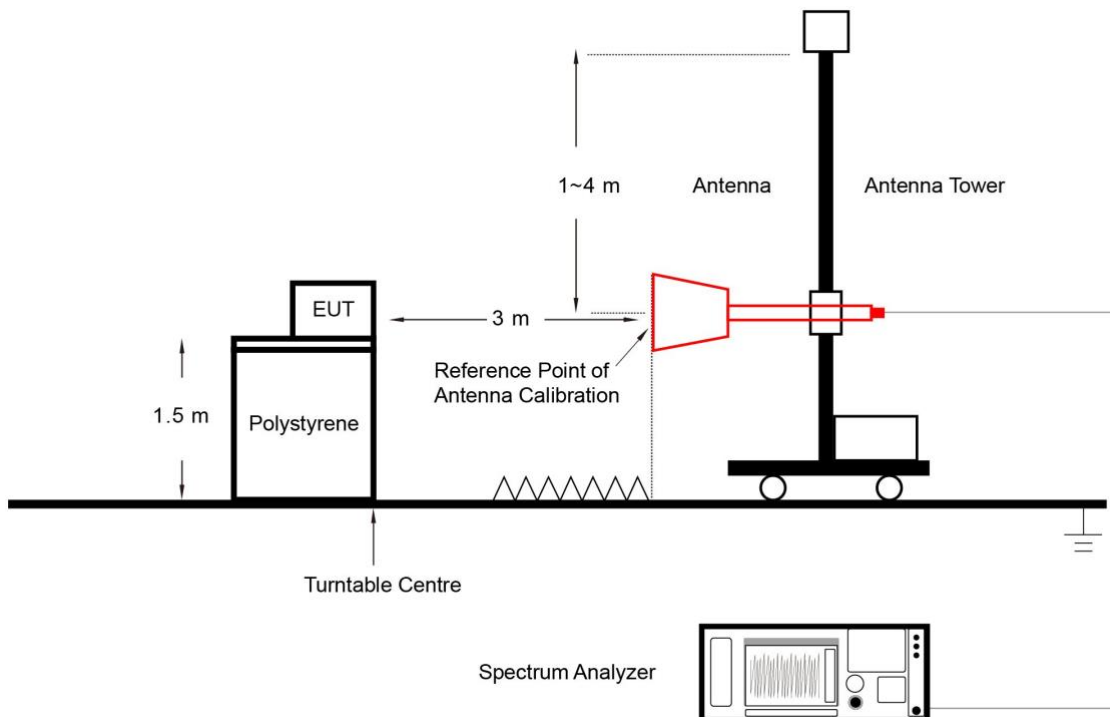 1~4 m
Antenna
Antenna Tower
EUT
3 m
Reference Point of
Antenna Calibration
1.5 m
Polystyrene
Turntable Centre
Spectrum Analyzer